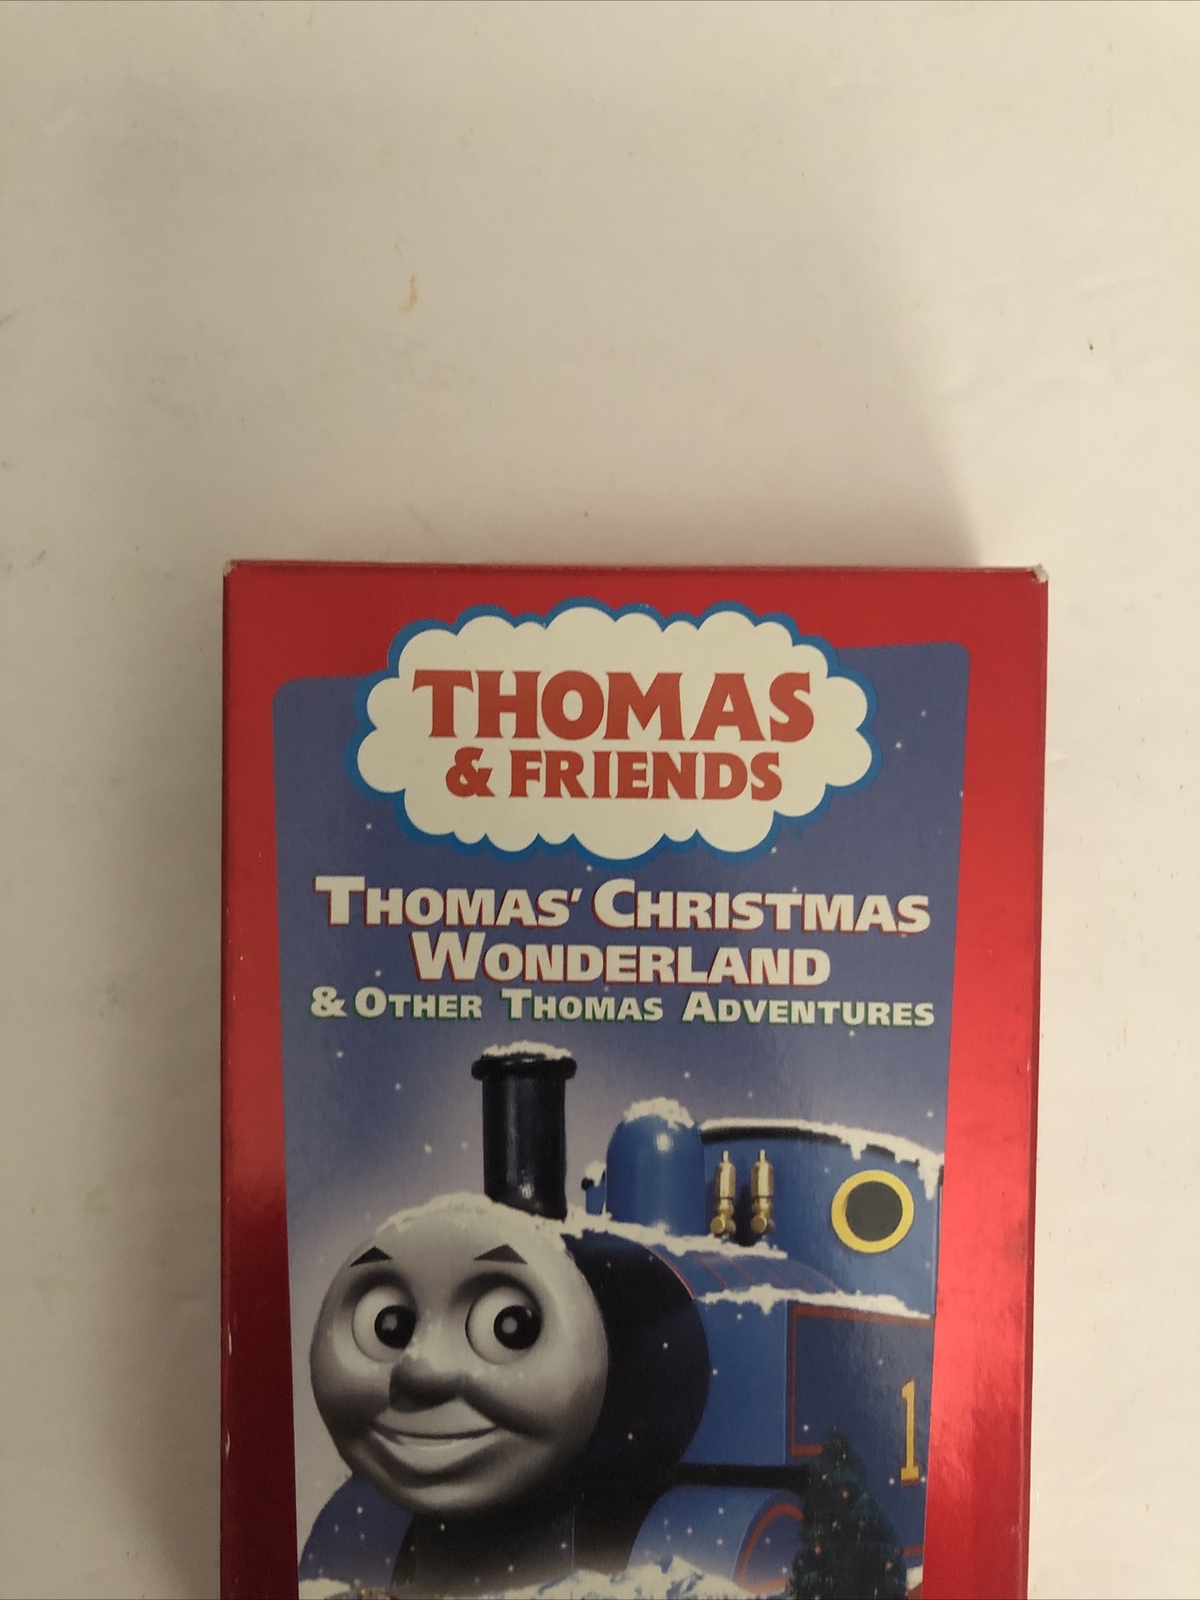 THOMAS
& FRIENDS
THOMAS' CHRISTMAS
WONDERLAND
& OTHER THOMAS ADVENTURES
1